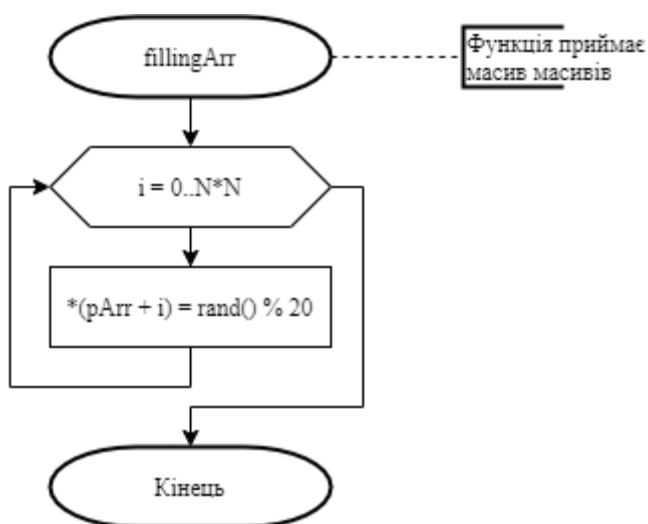 fillingArr
Функція приймає
масив масивів
i = 0..N*N
*(pArr + i) = rand() % 20
Кінець